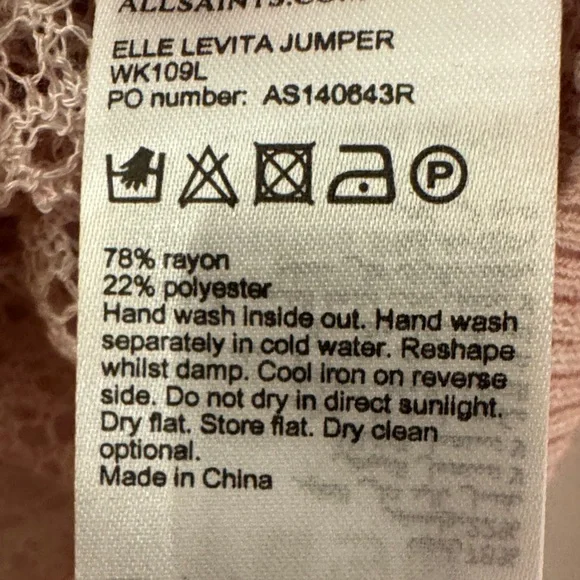 ALLSAINTS.COM
ELLE LEVITA JUMPER
WK109L
PO number: AS140643R
P
78% rayon
22% polyester
Hand wash inside out. Hand wash
separately in cold water. Reshape
whilst damp. Cool iron on reverse
side. Do not dry in direct sunlight.
Dry flat. Store flat. Dry clean
optional.
Made in China